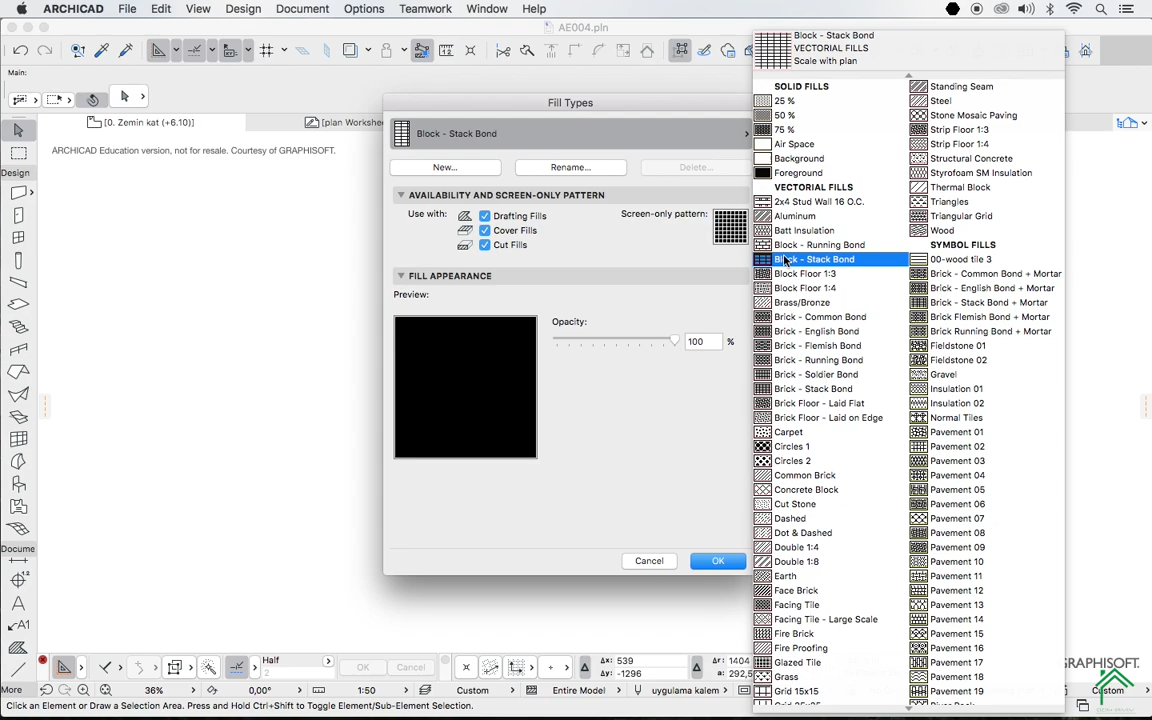 ARCHICAD File Edit View Design Document Options Teamwork Window Help
AE004.pln
Main:
[0. Zemin kat (+6.10)]
[plan Workshe
ARCHICAD Education version, not for resale. Courtesy of GRAPHISOFT.
Design
Docume
More
Fill Types
Block - Stack Bond
New...
Rename...
Delete...
AVAILABILITY AND SCREEN-ONLY PATTERN
Use with:
Drafting Fills
Cover Fills
Cut Fills
Screen-only pattern:
FILL APPEARANCE
Preview:
Opacity:
100 %
Cancel
OK
Block - Stack Bond
VECTORIAL FILLS
Scale with plan
SOLID FILLS
25 %
50 %
75 %
Air Space
Background
Foreground
VECTORIAL FILLS
2x4 Stud Wall 16 O.C.
Aluminum
Batt Insulation
Block - Running Bond
Block - Stack Bond
Block Floor 1:3
Block Floor 1:4
Brass/Bronze
Brick - Common Bond
Brick - English Bond
Brick - Flemish Bond
Brick - Running Bond
Brick - Soldier Bond
Brick - Stack Bond
Brick Floor - Laid Flat
Brick Floor - Laid on Edge
Carpet
Circles 1
Circles 2
Common Brick
Concrete Block
Cut Stone
Dashed
Dot & Dashed
Double 1:4
Double 1:8
Earth
Face Brick
Facing Tile
Facing Tile - Large Scale
Fire Brick
Fire Proofing
Glazed Tile
Grass
Grid 15x15
Standing Seam
Steel
Stone Mosaic Paving
Strip Floor 1:3
Strip Floor 1:4
Structural Concrete
Styrofoam SM Insulation
Thermal Block
Triangles
Triangular Grid
Wood
SYMBOL FILLS
00-wood tile 3
Brick - Common Bond + Mortar
Brick - English Bond + Mortar
Brick - Stack Bond + Mortar
Brick Flemish Bond + Mortar
Brick Running Bond + Mortar
Fieldstone 01
Fieldstone 02
Gravel
Insulation 01
Insulation 02
Normal Tiles
Pavement 01
Pavement 02
Pavement 03
Pavement 04
Pavement 05
Pavement 06
Pavement 07
Pavement 08
Pavement 09
Pavement 10
Pavement 11
Pavement 12
Pavement 13
Pavement 14
Pavement 15
Pavement 16
Pavement 17
Pavement 18
Pavement 19
Half
2
OK
Cancel
Δx: 539
Δy: -1296
Δr: 1404
a: 292,5
36%
0,00°
1:50
Custom
Entire Model
uygulama kalem
Custom
GRAPHISOFT.
Click an Element or Draw a Selection Area. Press and Hold Ctrl+Shift to Toggle Element/Sub-Element Selection.